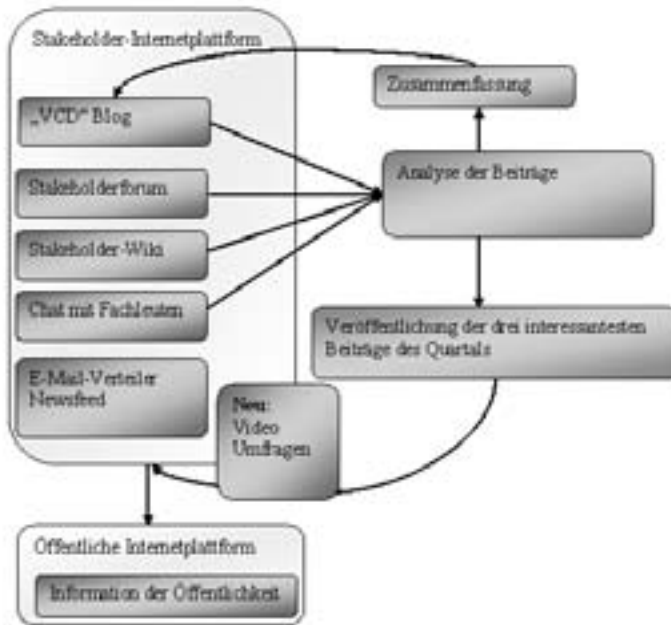 Stakeholder-Internetplattform
„VCD“ Blog
Stakeholderforum
Stakeholder-Wiki
Chat mit Fachleuten
E-Mail-Verteiler
Newsfeed
Neu:
Video
Umfragen
Zusammenfassung
Analyse der Beiträge
Veröffentlichung der drei interessantesten
Beiträge des Quartals
Öffentliche Internetplattform
Information der Öffentlichkeit